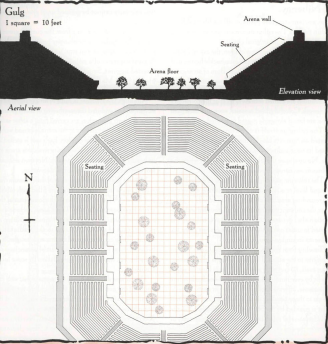 Gulg
1 square = 10 feet
Arena wall
Seating
Arena floor
Elevation view
Aerial view
Seating
Seating
N